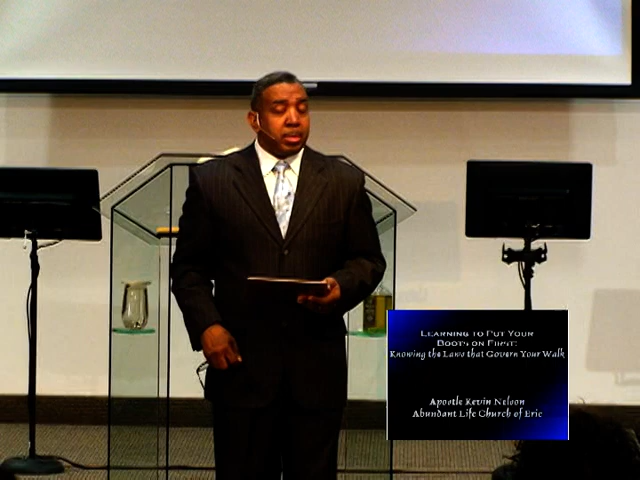 Learning to Put Your
Boots on First:
Knowing the Laws that Govern Your Walk
Apostle Kevin Nelson
Abundant Life Church of Erie